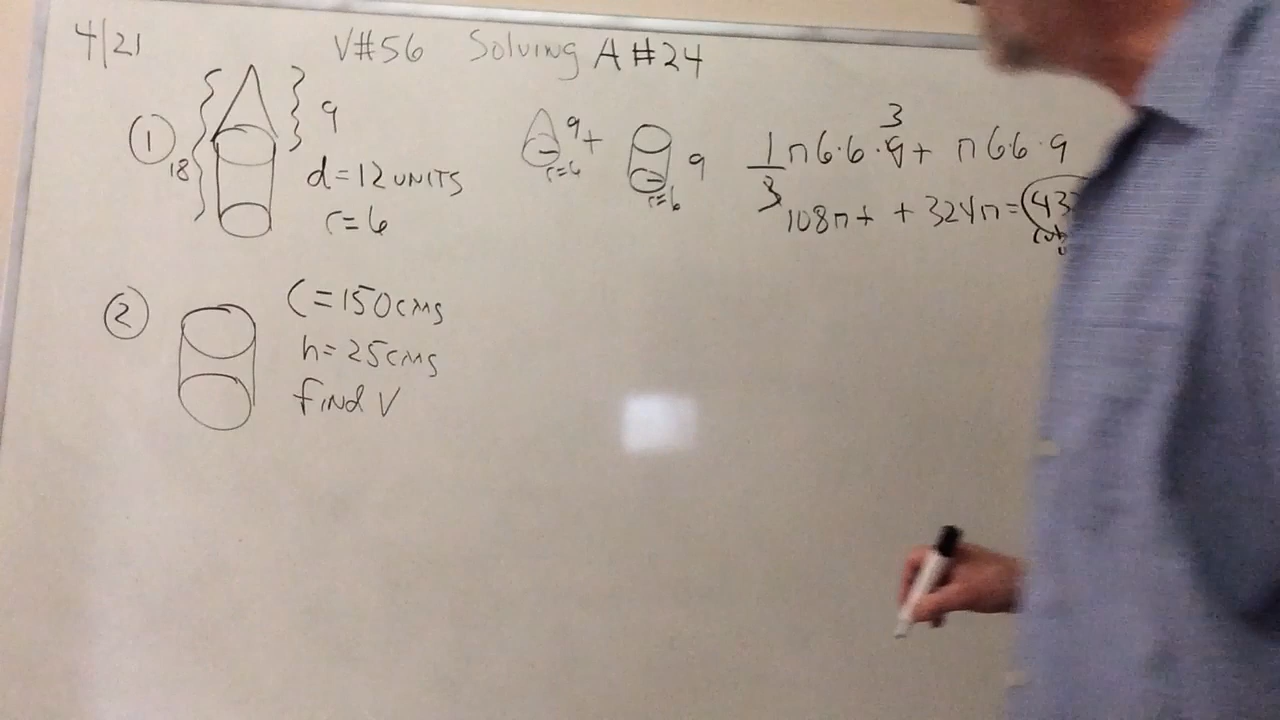 4/21
V#56 Solving A#24
① 18 9
d=12 UNITS
r=6
9 + 9
r=6 r=6
1/3 π6·6·9 + π6·6·9
3
108π + + 324π = 43
② C=150cms
h=25cms
find V